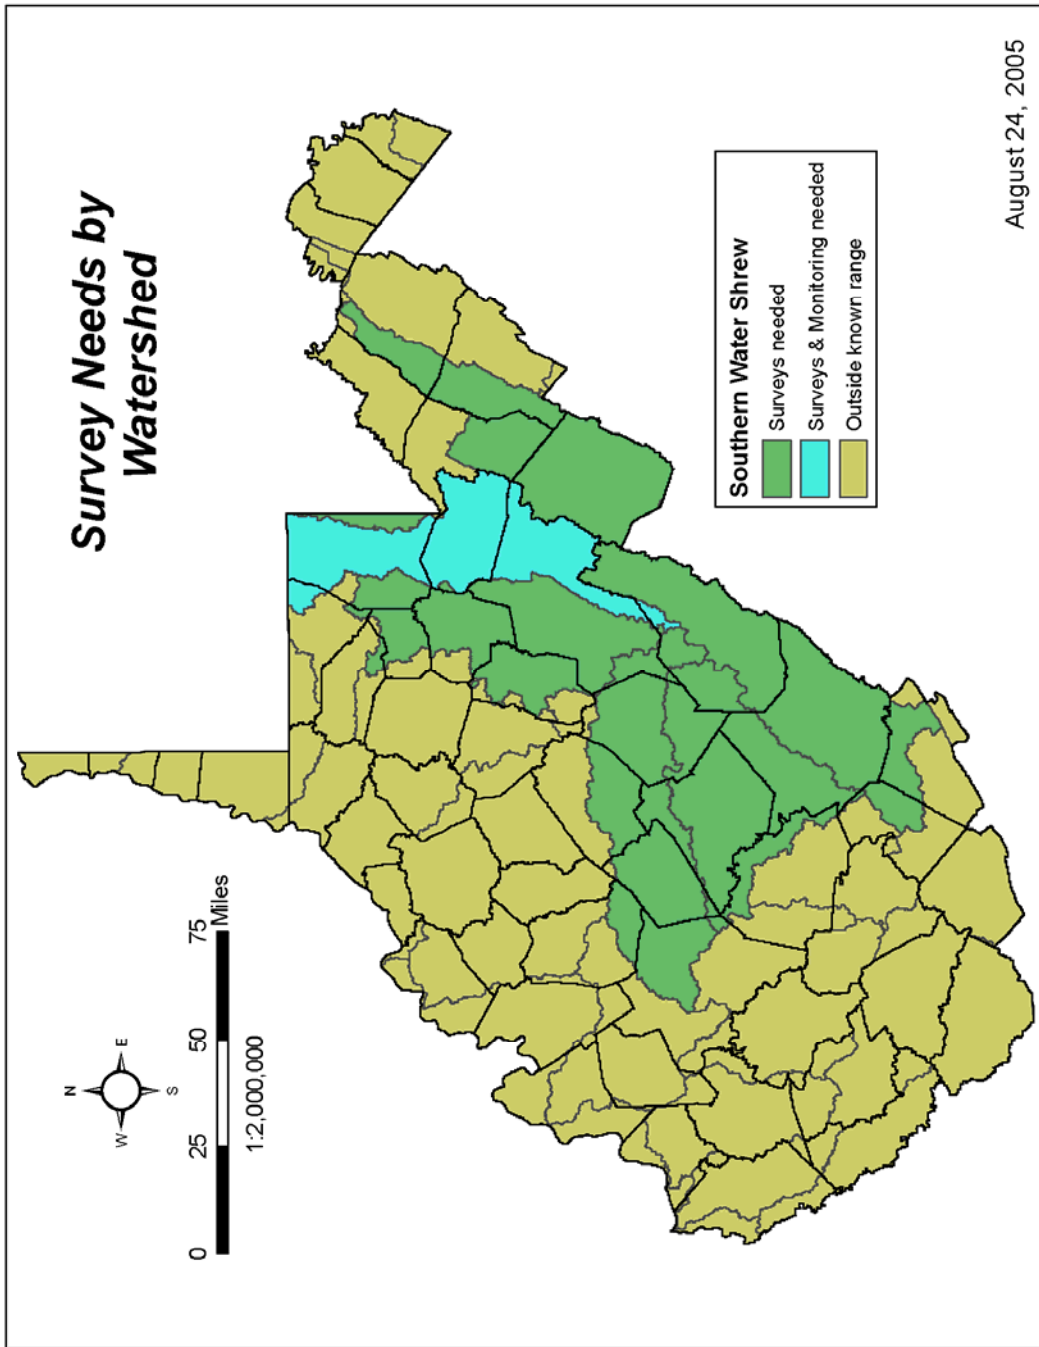 Survey Needs by
Watershed
N
W
E
S
0
25
50
75
Miles
1:2,000,000
Southern Water Shrew
Surveys needed
Surveys & Monitoring needed
Outside known range
August 24, 2005